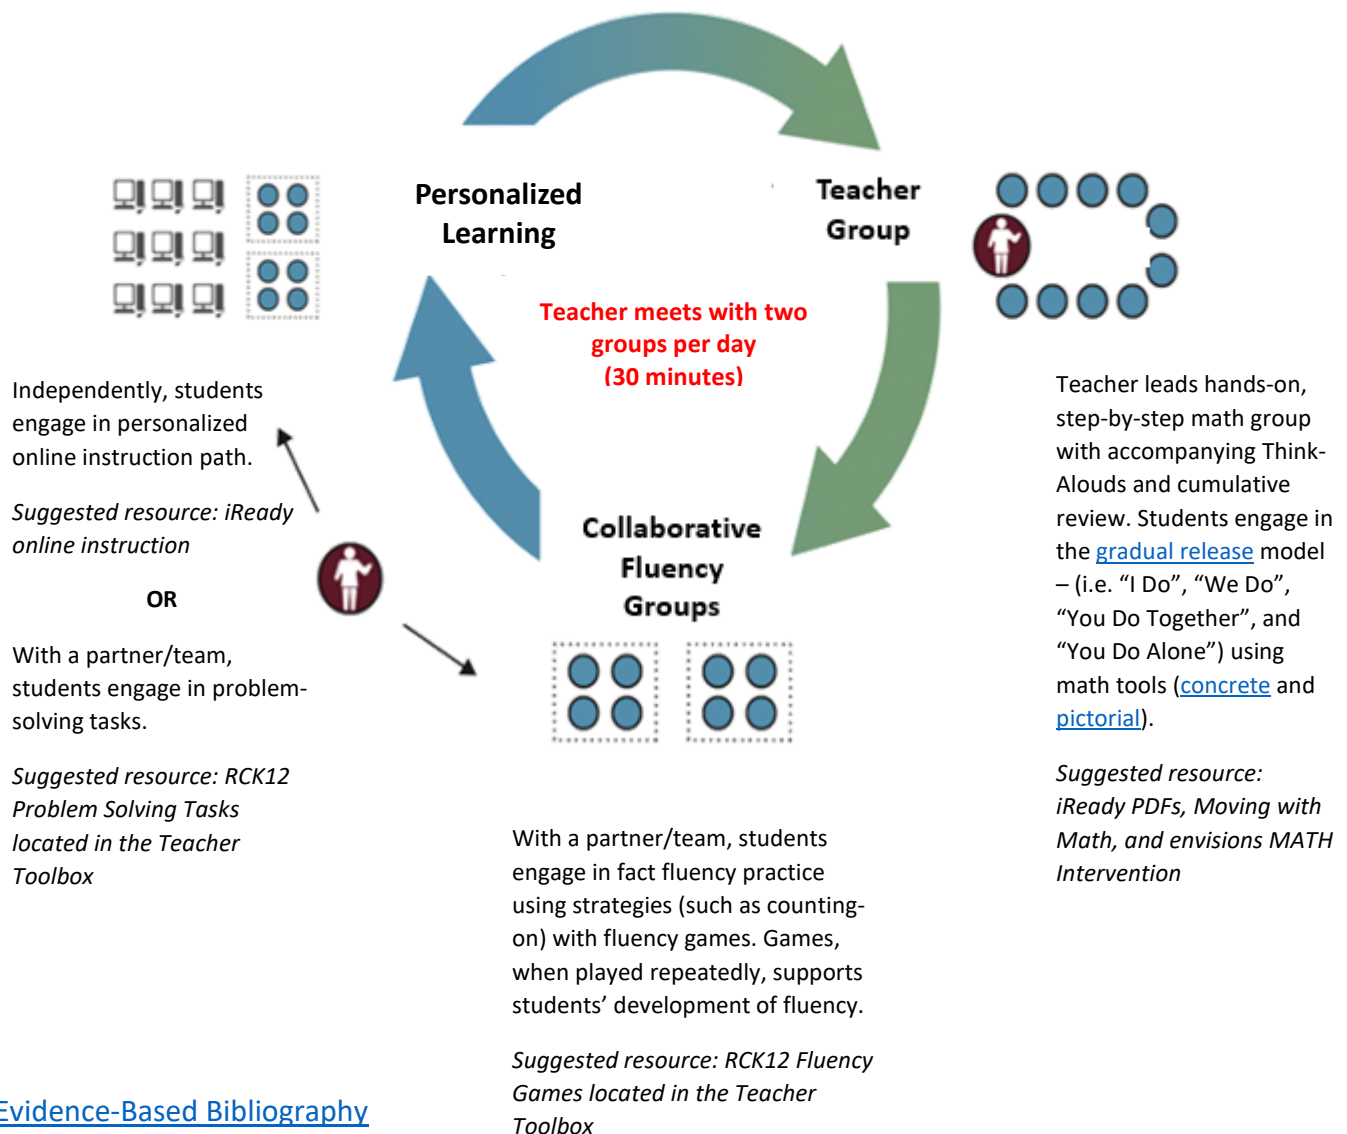 Personalized
Learning
Teacher
Group
Teacher meets with two
groups per day
(30 minutes)
Independently, students
engage in personalized
online instruction path.
Suggested resource: iReady
online instruction
OR
With a partner/team,
students engage in problem-
solving tasks.
Suggested resource: RCK12
Problem Solving Tasks
located in the Teacher
Toolbox
Collaborative
Fluency
Groups
With a partner/team, students
engage in fact fluency practice
using strategies (such as counting-
on) with fluency games. Games,
when played repeatedly, supports
students’ development of fluency.
Suggested resource: RCK12 Fluency
Games located in the Teacher
Toolbox
Teacher leads hands-on,
step-by-step math group
with accompanying Think-
Alouds and cumulative
review. Students engage in
the gradual release model
– (i.e. “I Do”, “We Do”,
“You Do Together”, and
“You Do Alone”) using
math tools (concrete and
pictorial).
Suggested resource:
iReady PDFs, Moving with
Math, and envisions MATH
Intervention
Evidence-Based Bibliography